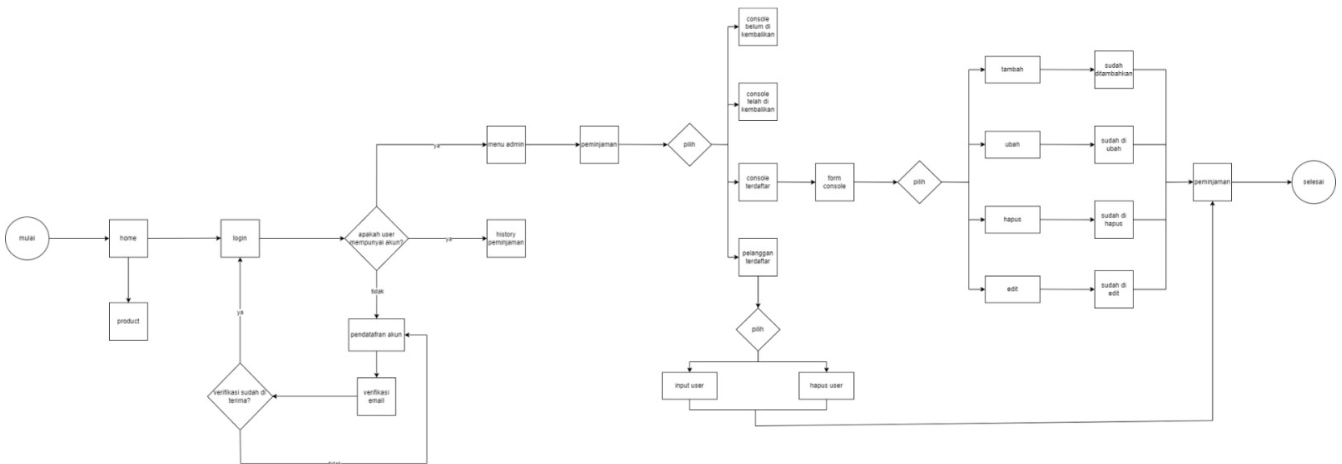 console
belum di
kembalikan
console
telah di
kembalikan
tambah
sudah
ditambahkan
ya
menu admin
peminjaman
pilih
ubah
sudah di
ubah
console
terdaftar
form
console
pilih
peminjaman
selesai
mulai
home
login
apakah user
mempunyai akun?
ya
history
peminjaman
hapus
sudah di
hapus
pelanggan
terdaftar
edit
sudah di
edit
tidak
product
ya
pendatafran akun
pilih
verifikasi sudah di
terima?
verifikasi
email
input user
hapus user